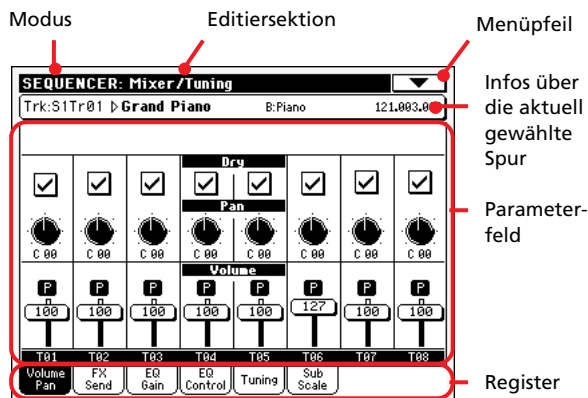 Modus Editiersektion Menüpfeil
SEQUENCER: Mixer/Tuning
Trk:S1Tr01 ▷Grand Piano B:Piano 121.003.0
Infos über
die aktuell
gewählte
Spur
Dry
Pan
C 00 C 00 C 00 C 00 C 00 C 00 C 00 C 00
Parameter-
feld
Volume
P P P P P P P P
100 100 100 100 100 127 100 100
T01 T02 T03 T04 T05 T06 T07 T08
Volume Pan FX Send EQ Gain EQ Control Tuning Sub Scale
Register